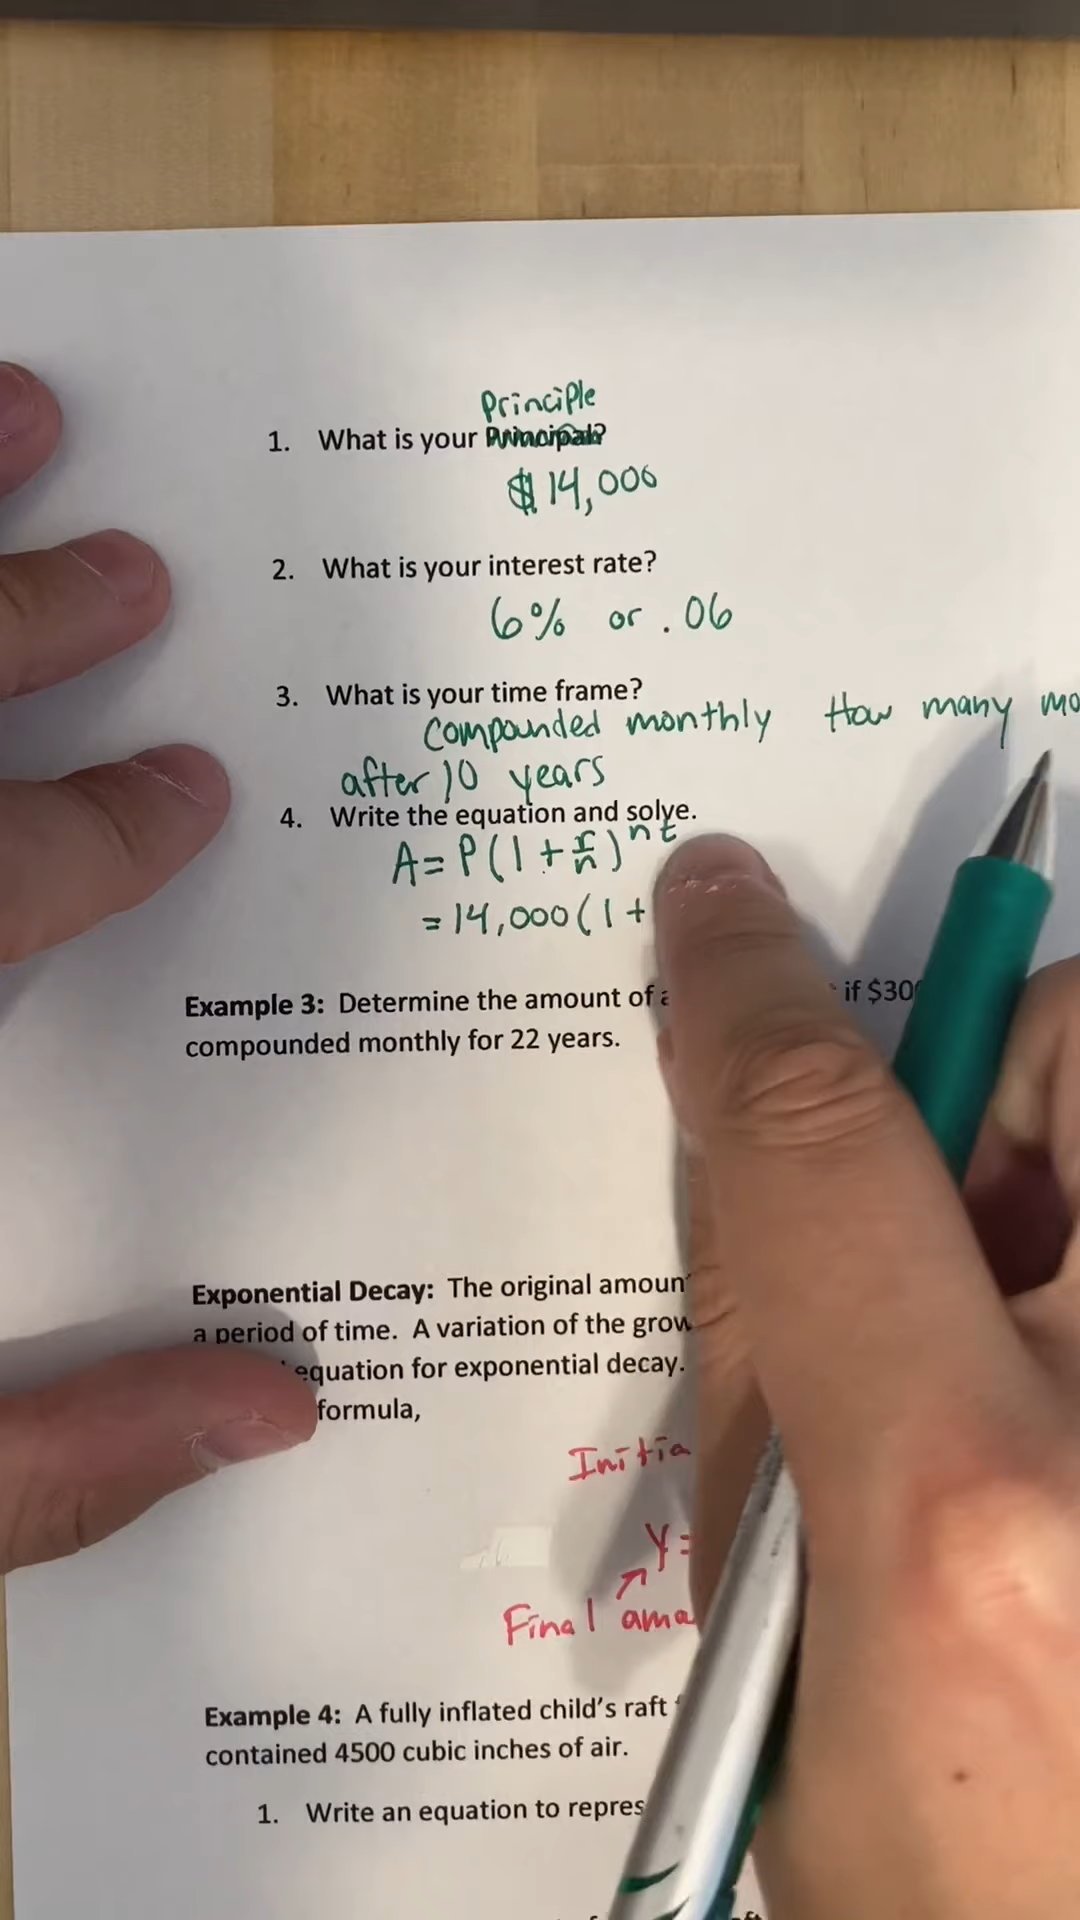 Principle
1. What is your Principal?
$14,000
2. What is your interest rate?
6% or .06
3. What is your time frame?
compounded monthly How many mo
after 10 years
4. Write the equation and solve.
A=P(1+r/n)^nt
=14,000(1+
Example 3: Determine the amount of a if $30
compounded monthly for 22 years.
Exponential Decay: The original amoun
a period of time. A variation of the grow
equation for exponential decay.
formula,
Initia
Y=
Final amo
Example 4: A fully inflated child's raft
contained 4500 cubic inches of air.
1. Write an equation to repres